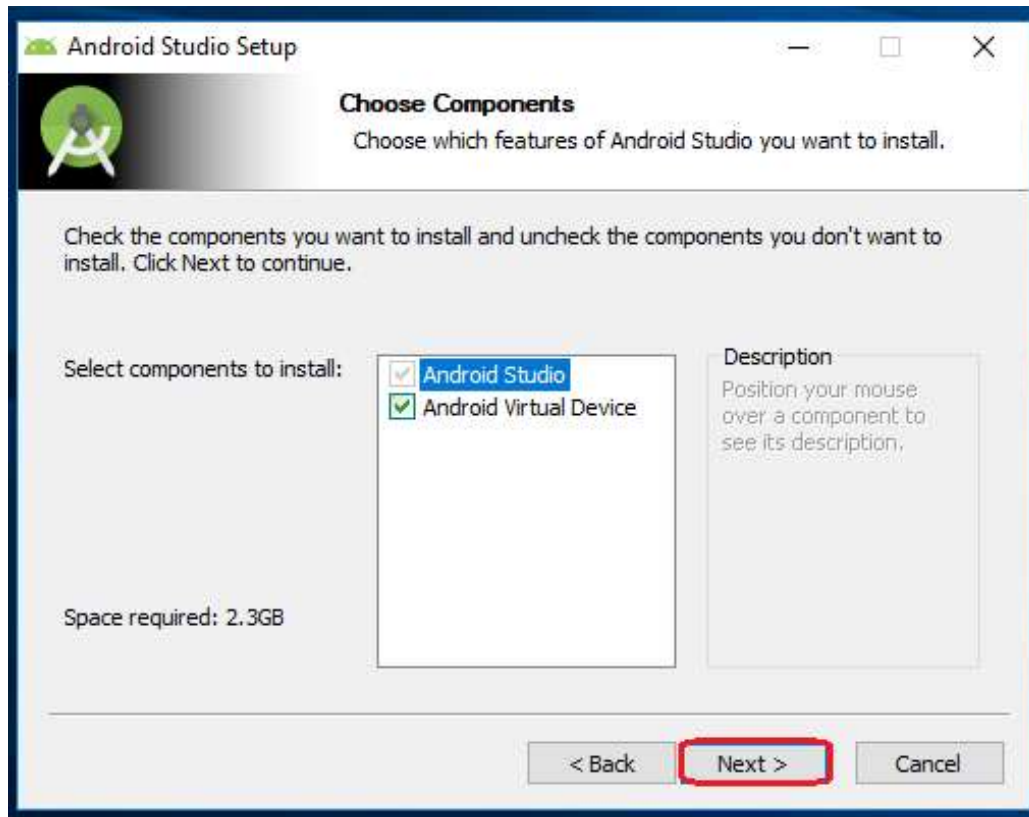 Android Studio Setup
Choose Components
Choose which features of Android Studio you want to install.
Check the components you want to install and uncheck the components you don't want to
install. Click Next to continue.
Select components to install:
Android Studio
Android Virtual Device
Description
Position your mouse
over a component to
see its description.
Space required: 2.3GB
< Back
Next >
Cancel